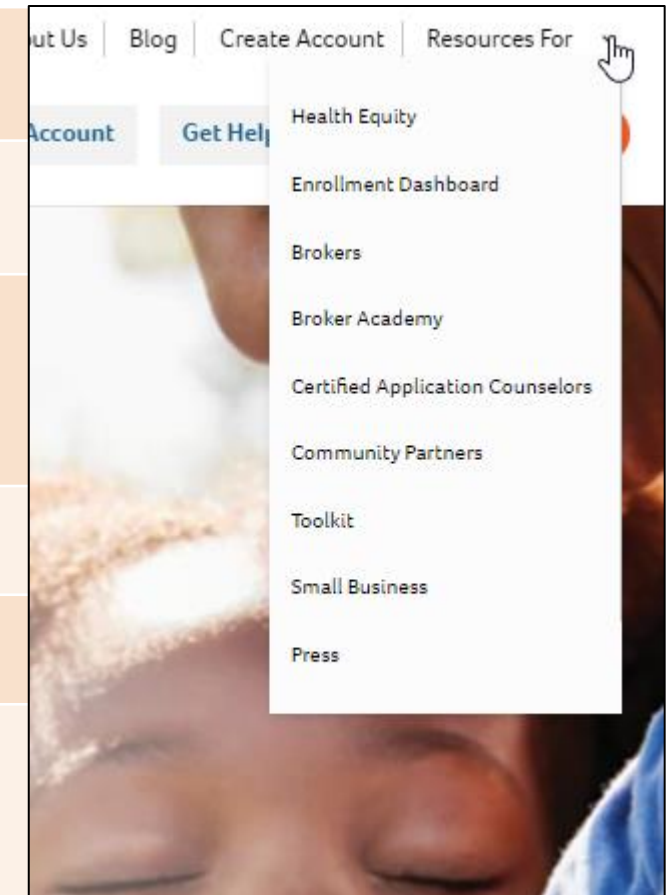 ut Us Blog Create Account Resources For
Account Get Help
Health Equity
Enrollment Dashboard
Brokers
Broker Academy
Certified Application Counselors
Community Partners
Toolkit
Small Business
Press